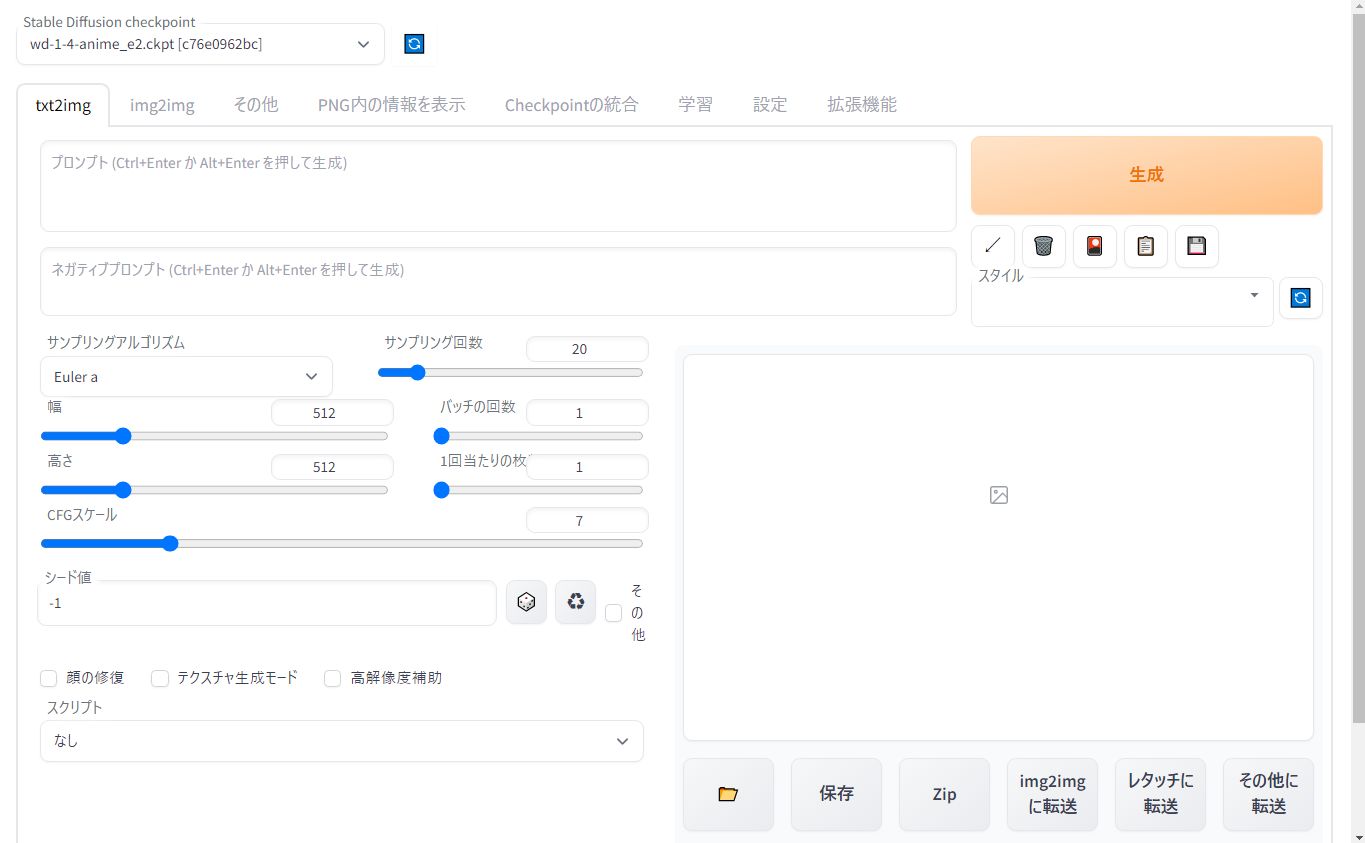 Stable Diffusion checkpoint
wd-1-4-anime_e2.ckpt [c76e0962bc]
txt2img img2img その他 PNG内の情報を表示 Checkpointの統合 学習 設定 拡張機能
プロンプト (Ctrl+Enter か Alt+Enter を押して生成)
生成
ネガティブプロンプト (Ctrl+Enter か Alt+Enter を押して生成)
スタイル
サンプリングアルゴリズム
Euler a
サンプリング回数 20
幅 512
バッチの回数 1
高さ 512
1回当たりの枚 1
CFGスケール 7
シード値
-1
その他
顔の修復 テクスチャ生成モード 高解像度補助
スクリプト
なし
保存
Zip
img2img
に転送
レタッチに
転送
その他に
転送